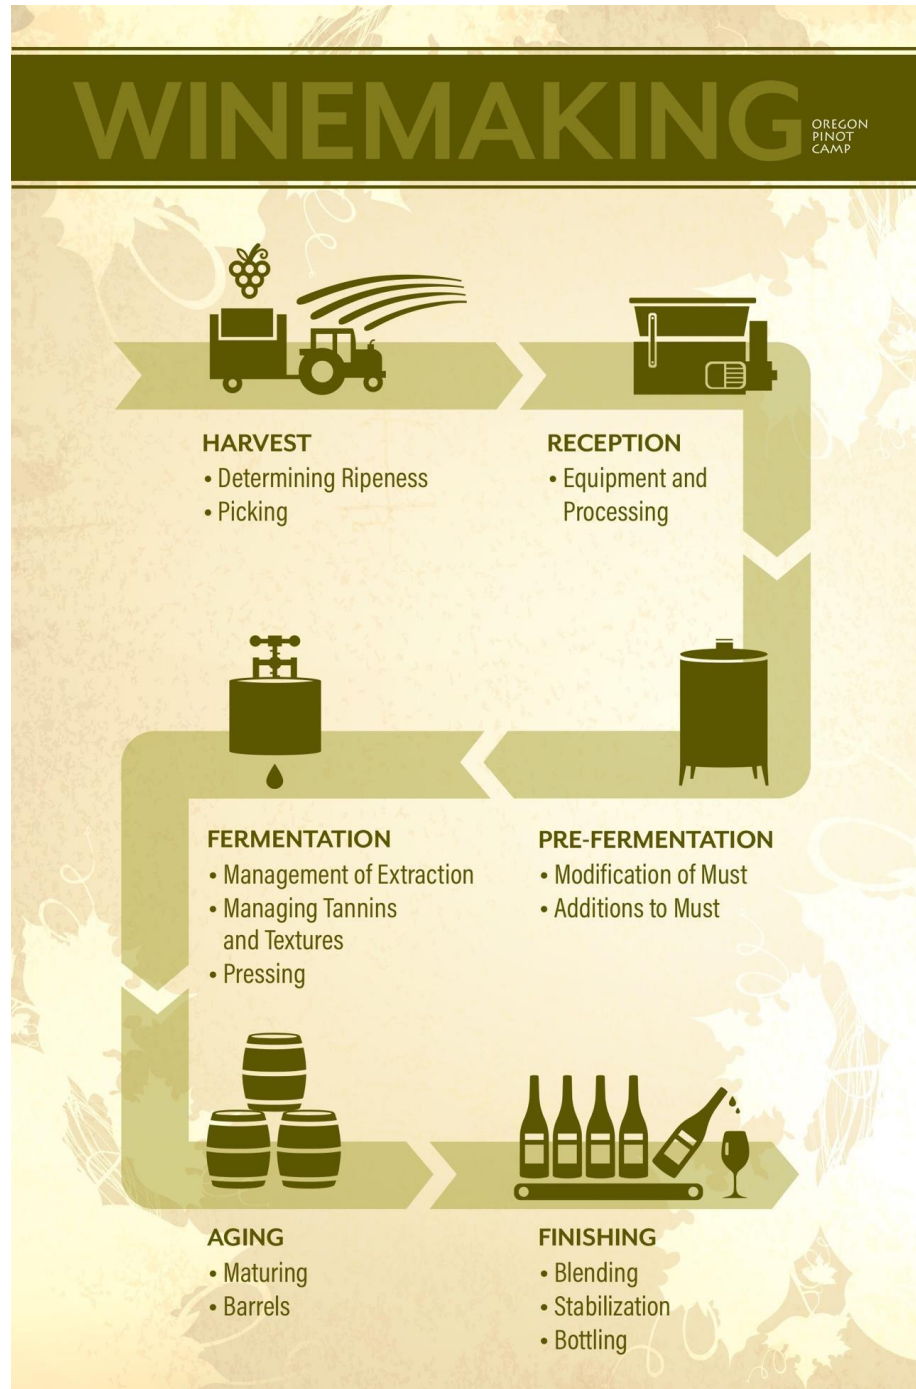 WINEMAKING
OREGON
PINOT
CAMP
HARVEST
• Determining Ripeness
• Picking
RECEPTION
• Equipment and
Processing
PRE-FERMENTATION
• Modification of Must
• Additions to Must
FERMENTATION
• Management of Extraction
• Managing Tannins
and Textures
• Pressing
AGING
• Maturing
• Barrels
FINISHING
• Blending
• Stabilization
• Bottling